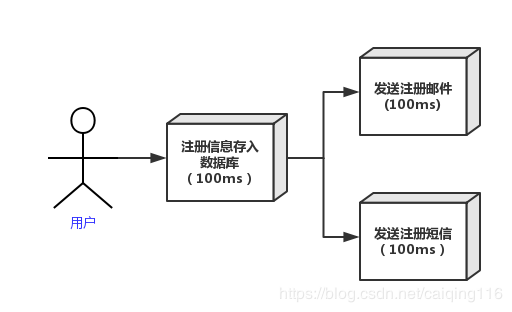 发送注册邮件
(100ms)
注册信息存入
数据库
（100ms）
用户
发送注册短信
（100ms）
https://blog.csdn.net/caiqing116